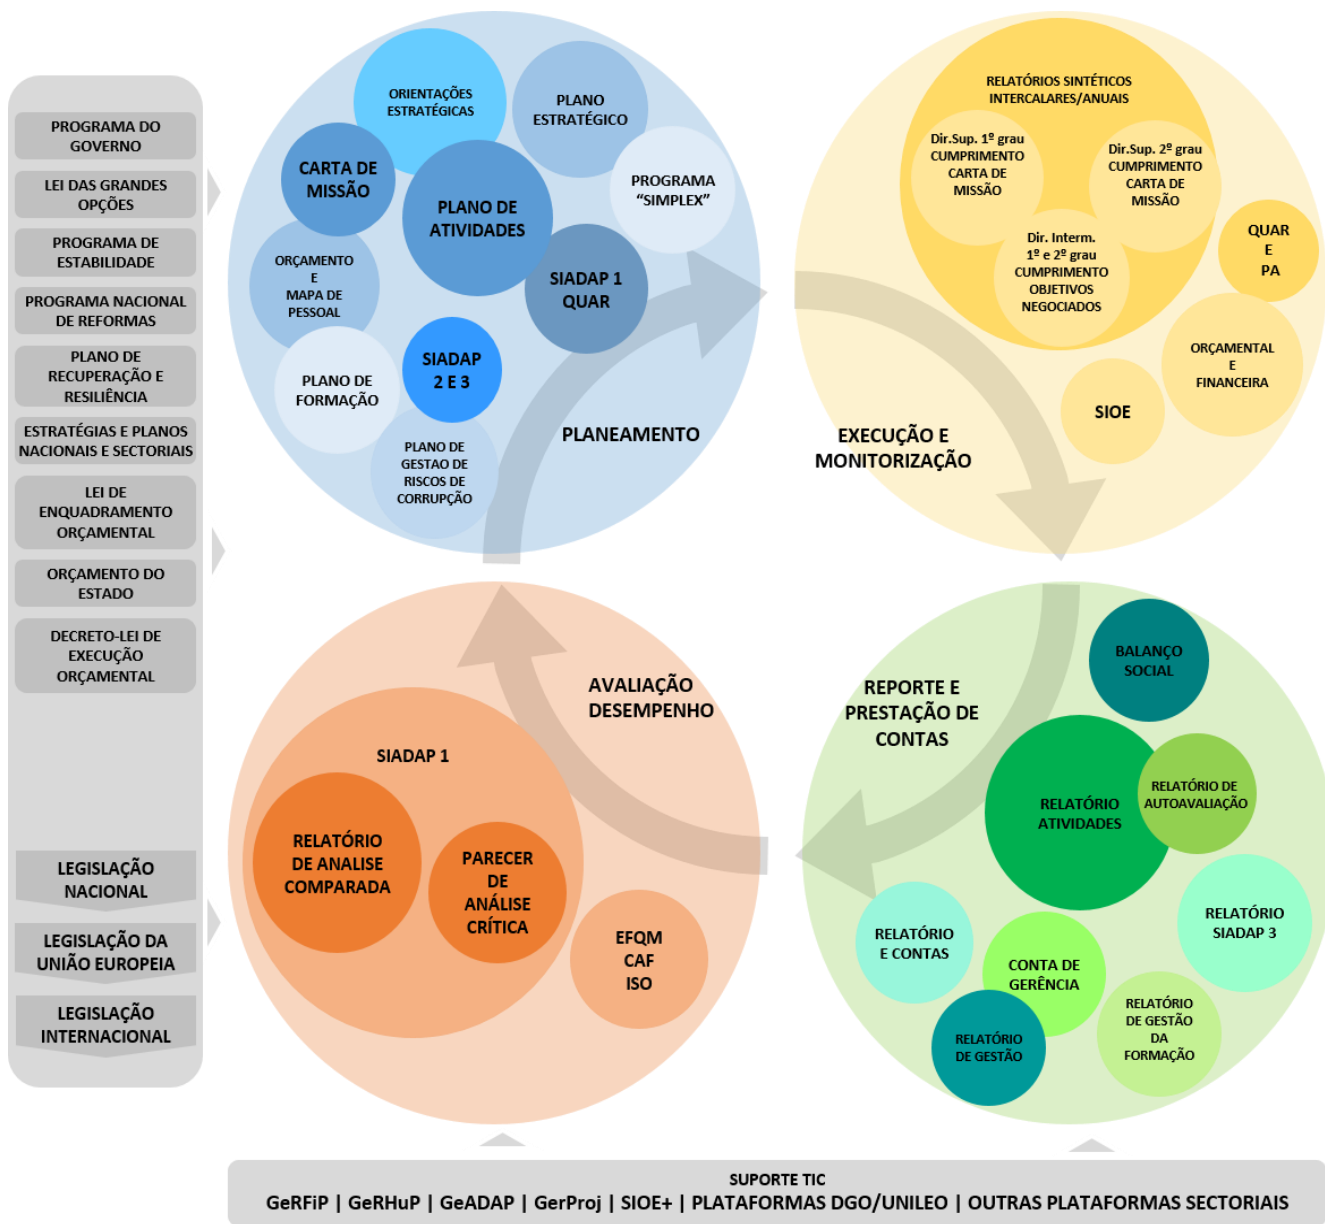 PROGRAMA DO
GOVERNO
LEI DAS GRANDES
OPÇÕES
PROGRAMA DE
ESTABILIDADE
PROGRAMA NACIONAL
DE REFORMAS
PLANO DE
RECUPERAÇÃO E
RESILIÊNCIA
ESTRATÉGIAS E PLANOS
NACIONAIS E SECTORIAIS
LEI DE
ENQUADRAMENTO
ORÇAMENTAL
ORÇAMENTO DO
ESTADO
DECRETO-LEI DE
EXECUÇÃO
ORÇAMENTAL
LEGISLAÇÃO
NACIONAL
LEGISLAÇÃO DA
UNIÃO EUROPEIA
LEGISLAÇÃO
INTERNACIONAL
ORIENTAÇÕES
ESTRATÉGICAS
PLANO
ESTRATÉGICO
CARTA DE
MISSÃO
PLANO DE
ATIVIDADES
PROGRAMA
“SIMPLEX”
ORÇAMENTO
E
MAPA DE
PESSOAL
SIADAP 1
QUAR
PLANO DE
FORMAÇÃO
SIADAP
2 E 3
PLANO DE
GESTAO DE
RISCOS DE
CORRUPÇÃO
PLANEAMENTO
RELATÓRIOS SINTÉTICOS
INTERCALARES/ANUAIS
Dir.Sup. 1º grau
CUMPRIMENTO
CARTA DE
MISSÃO
Dir.Sup. 2º grau
CUMPRIMENTO
CARTA DE
MISSÃO
Dir. Interm.
1º e 2º grau
CUMPRIMENTO
OBJETIVOS
NEGOCIADOS
QUAR
E
PA
ORÇAMENTAL
E
FINANCEIRA
SIOE
EXECUÇÃO E
MONITORIZAÇÃO
AVALIAÇÃO
DESEMPENHO
SIADAP 1
RELATÓRIO
DE ANALISE
COMPARADA
PARECER
DE
ANÁLISE
CRÍTICA
EFQM
CAF
ISO
REPORTE E
PRESTAÇÃO DE
CONTAS
BALANÇO
SOCIAL
RELATÓRIO
ATIVIDADES
RELATÓRIO DE
AUTOAVALIAÇÃO
RELATÓRIO
SIADAP 3
RELATÓRIO
E CONTAS
CONTA DE
GERÊNCIA
RELATÓRIO
DE GESTÃO
RELATÓRIO
DE GESTÃO
DA
FORMAÇÃO
SUPORTE TIC
GeRFiP | GeRHuP | GeADAP | GerProj | SIOE+ | PLATAFORMAS DGO/UNILEO | OUTRAS PLATAFORMAS SECTORIAIS